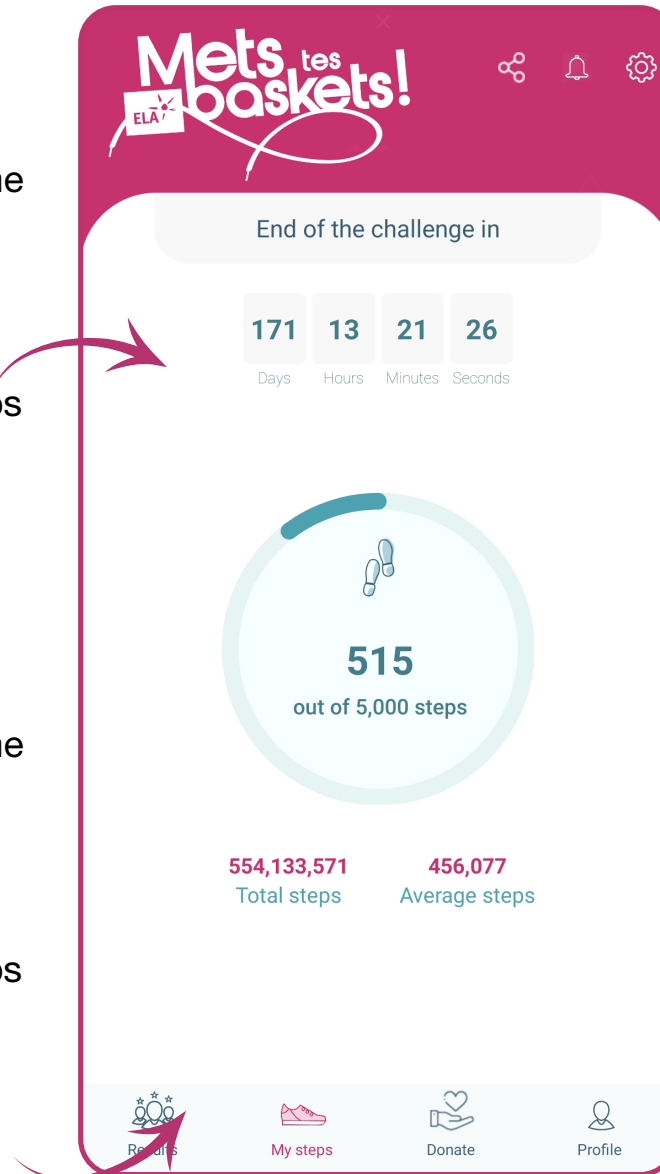 Mets tes
baskets!
ELA
End of the challenge in
171 13 21 26
Days Hours Minutes Seconds
515
out of 5,000 steps
554,133,571 456,077
Total steps Average steps
Results My steps Donate Profile